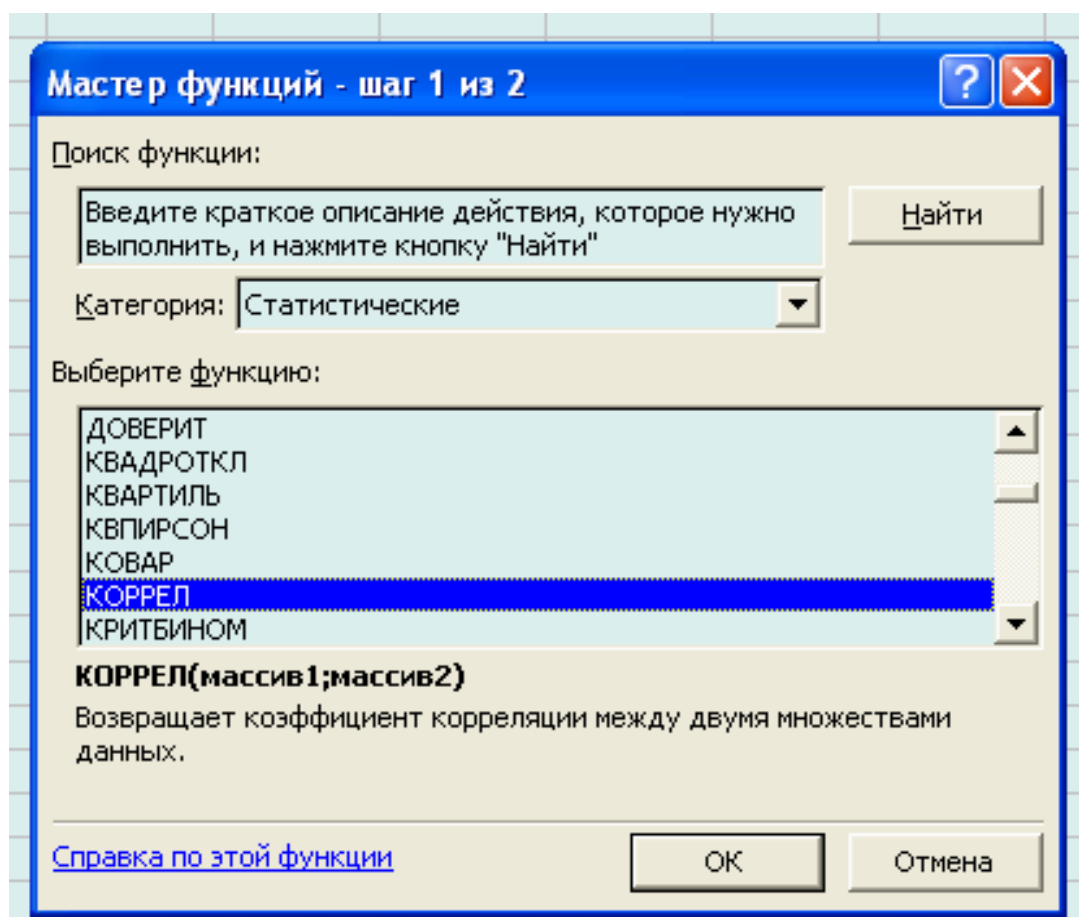 Мастер функций - шаг 1 из 2
Поиск функции:
Введите краткое описание действия, которое нужно
выполнить, и нажмите кнопку "Найти"
Найти
Категория:
Статистические
Выберите функцию:
ДОВЕРИТ
КВАДРОТКЛ
КВАРТИЛЬ
КВПИРСОН
КОВАР
КОРРЕЛ
КРИТБИНОМ
КОРРЕЛ(массив1;массив2)
Возвращает коэффициент корреляции между двумя множествами
данных.
Справка по этой функции
ОК
Отмена